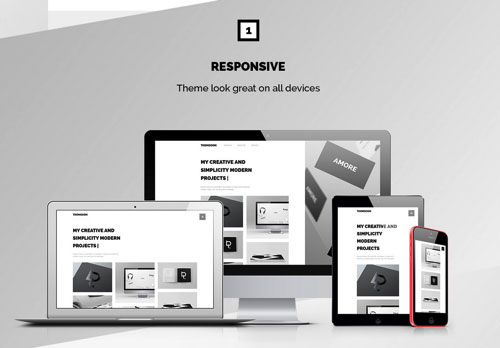 1
RESPONSIVE
Theme look great on all devices
MY CREATIVE AND
SIMPLICITY MODERN
PROJECTS |
AMORE
MY CREATIVE AND
SIMPLICITY MODERN
PROJECTS |
MY CREATIVE AND
SIMPLICITY
MODERN
PROJECTS